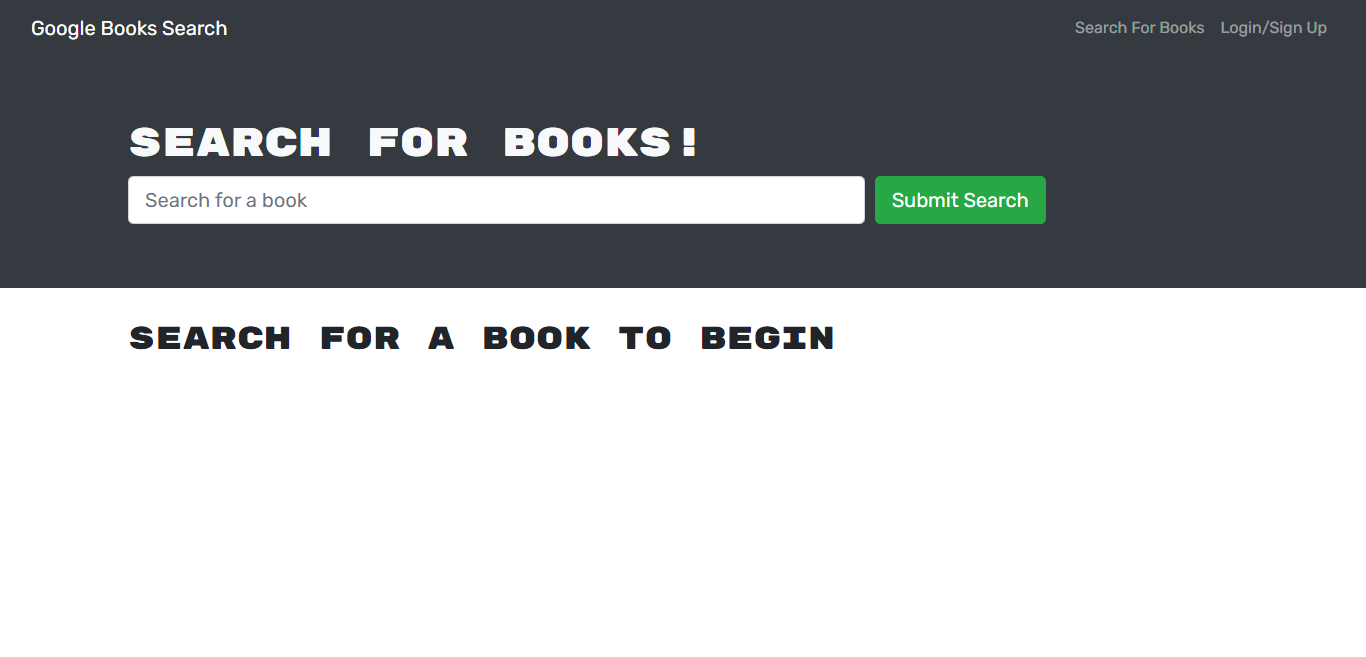 Google Books Search
Search For Books Login/Sign Up
SEARCH FOR BOOKS!
Search for a book
Submit Search
SEARCH FOR A BOOK TO BEGIN